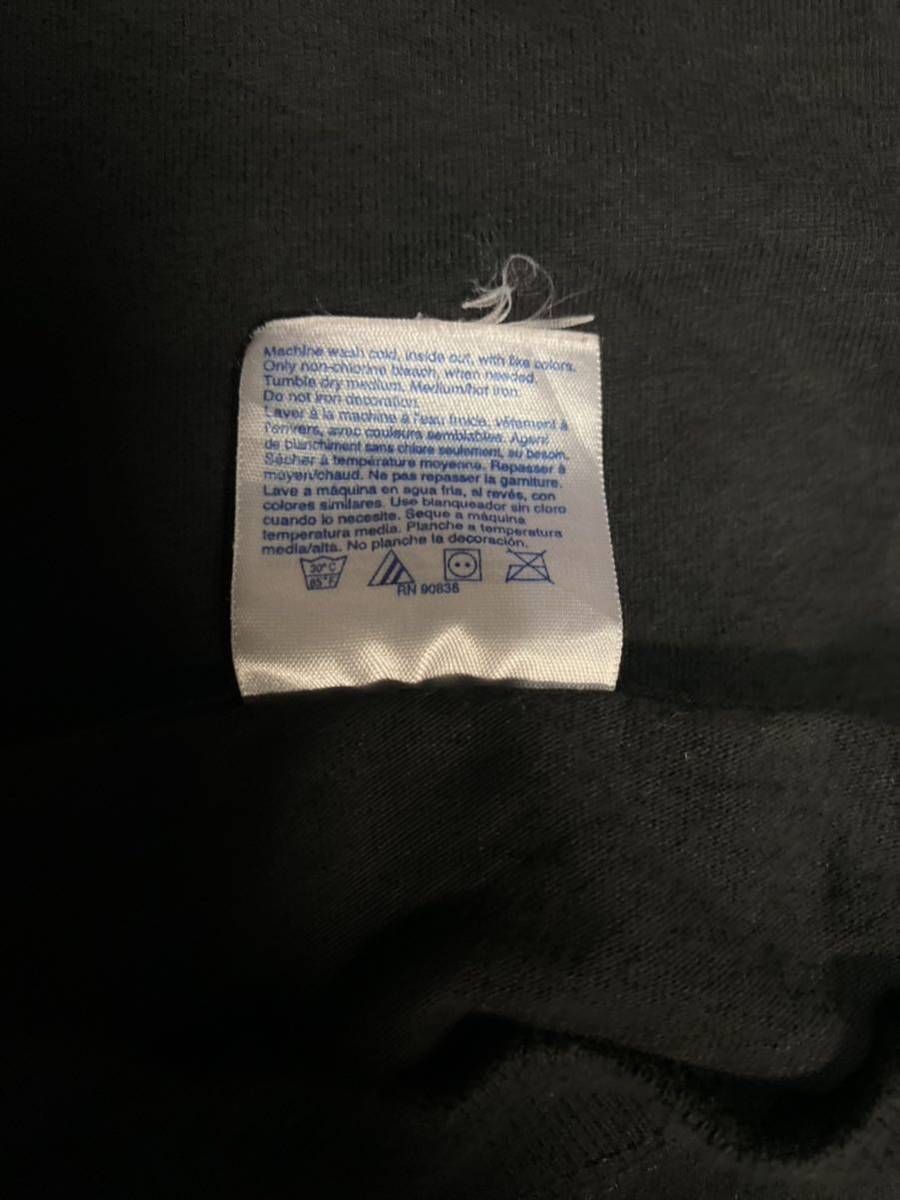 Machine wash cold, inside out, with like colors.
Only non-chlorine bleach, when needed.
Tumble dry medium. Medium/hot iron.
Do not iron decoration.
Laver à la machine à l'eau froide, vêtement à
l'envers, avec couleurs semblables. Agent
de blanchiment sans chlore seulement, au besoin.
Sécher à température moyenne. Repasser à
moyen/chaud. Ne pas repasser la garniture.
Lave a máquina en agua fría, al revés, con
colores similares. Use blanqueador sin cloro
cuando lo necesite. Seque a máquina
temperatura media. Planche a temperatura
media/alta. No planche la decoración.
30°C
85°F
RN 90836